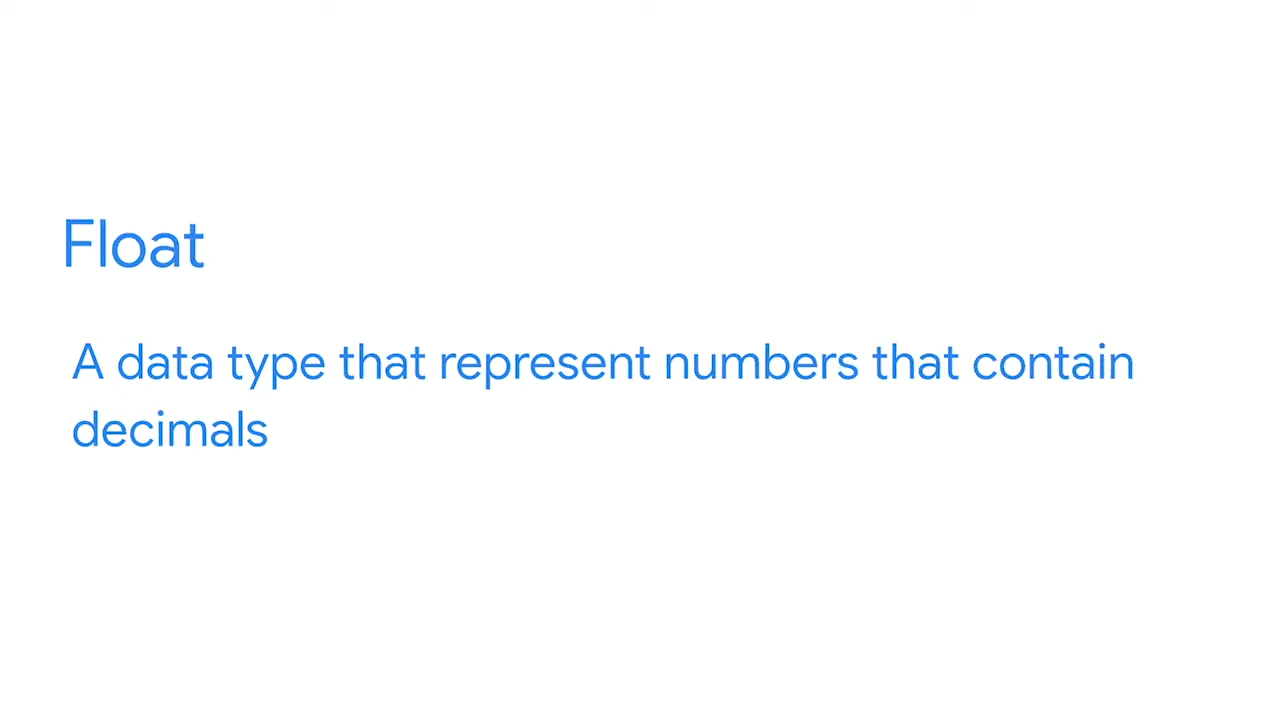 Float
A data type that represent numbers that contain
decimals